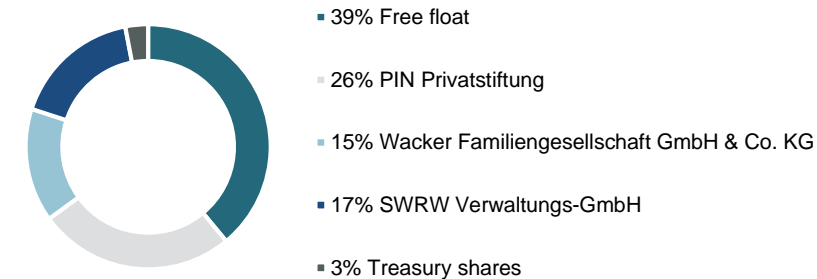 39% Free float
26% PIN Privatstiftung
15% Wacker Familiengesellschaft GmbH & Co. KG
17% SWRW Verwaltungs-GmbH
3% Treasury shares